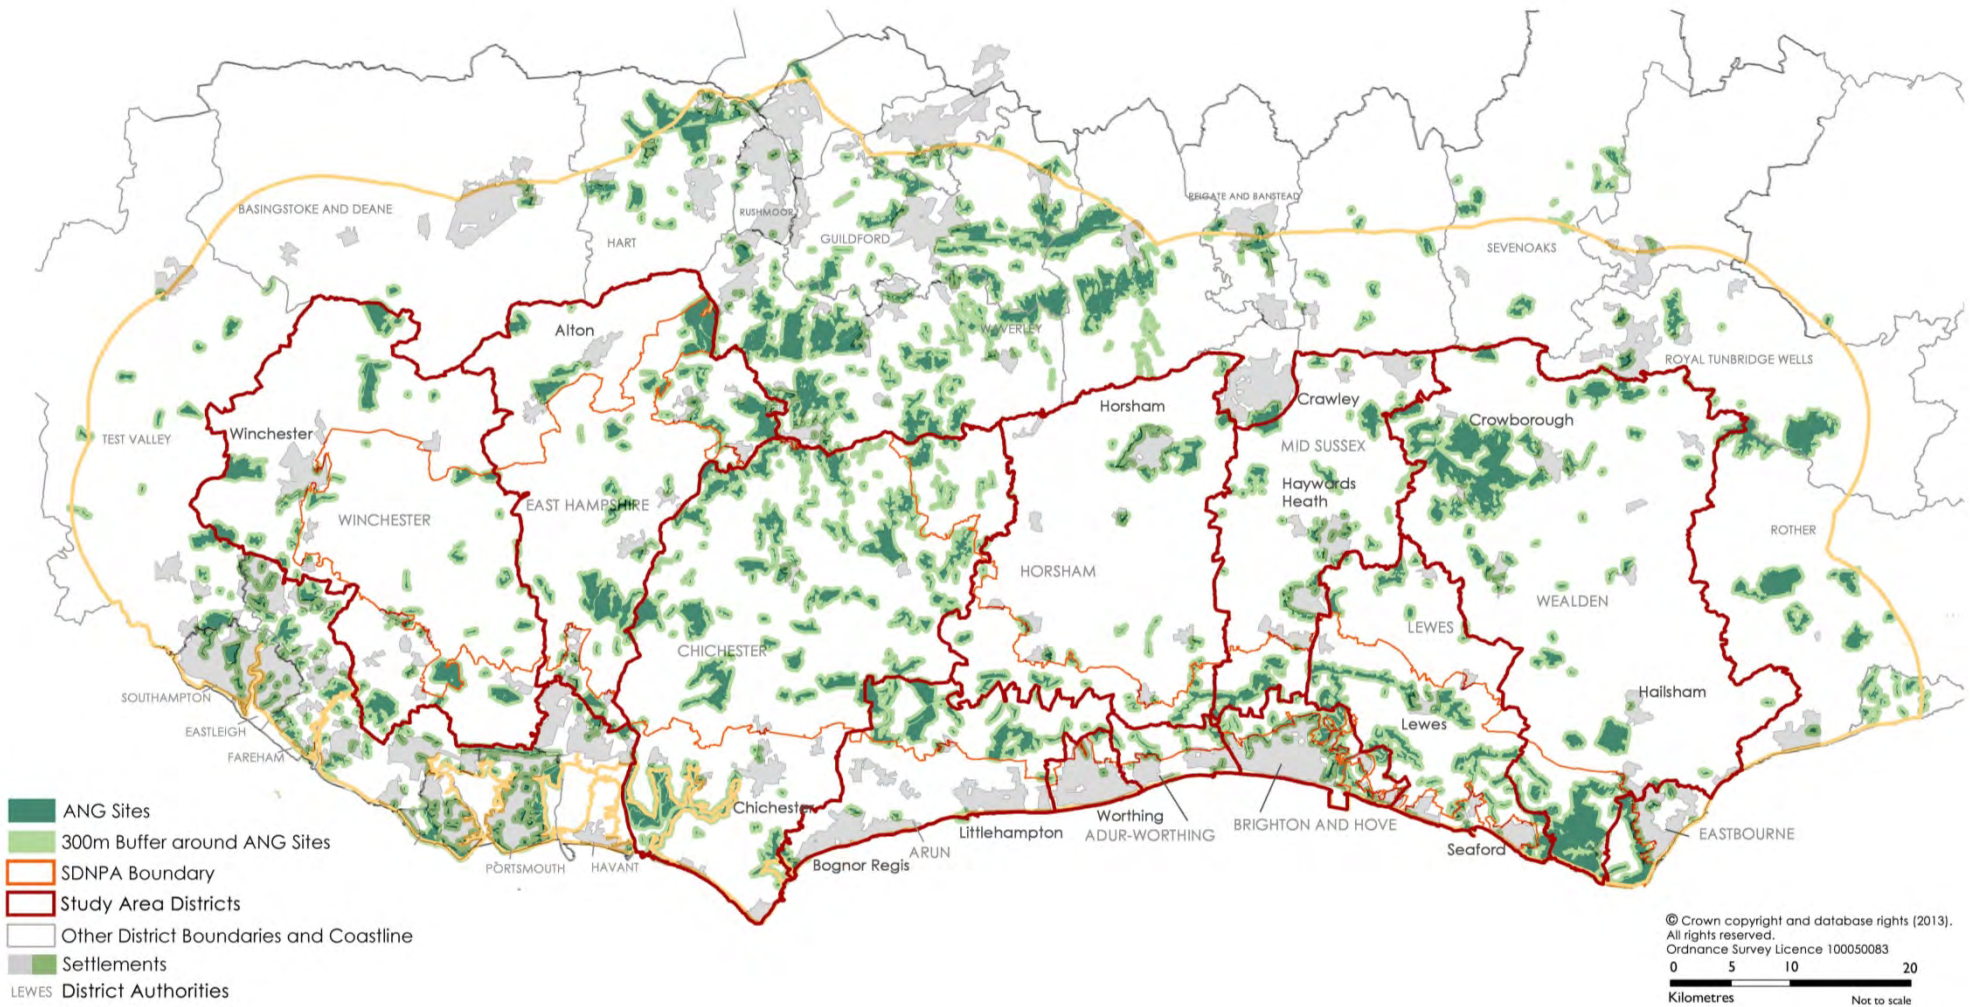 BASINGSTOKE AND DEANE
HART
RUSHMOOR
GUILDFORD
REIGATE AND BANSTEAD
SEVENOAKS
Alton
WAVERLEY
ROYAL TUNBRIDGE WELLS
TEST VALLEY
Winchester
Horsham
Crawley
Crowborough
MID SUSSEX
Haywards
Heath
WINCHESTER
EAST HAMPSHIRE
ROTHER
HORSHAM
WEALDEN
LEWES
CHICHESTER
SOUTHAMPTON
Hailsham
EASTLEIGH
Lewes
FAREHAM
Chichester
Worthing
Littlehampton
ADUR-WORTHING
BRIGHTON AND HOVE
EASTBOURNE
Seaford
ARUN
Bognor Regis
PORTSMOUTH
HAVANT
ANG Sites
300m Buffer around ANG Sites
SDNPA Boundary
Study Area Districts
Other District Boundaries and Coastline
Settlements
LEWES District Authorities
© Crown copyright and database rights (2013).
All rights reserved.
Ordnance Survey Licence 100050083
0 5 10 20
Kilometres Not to scale